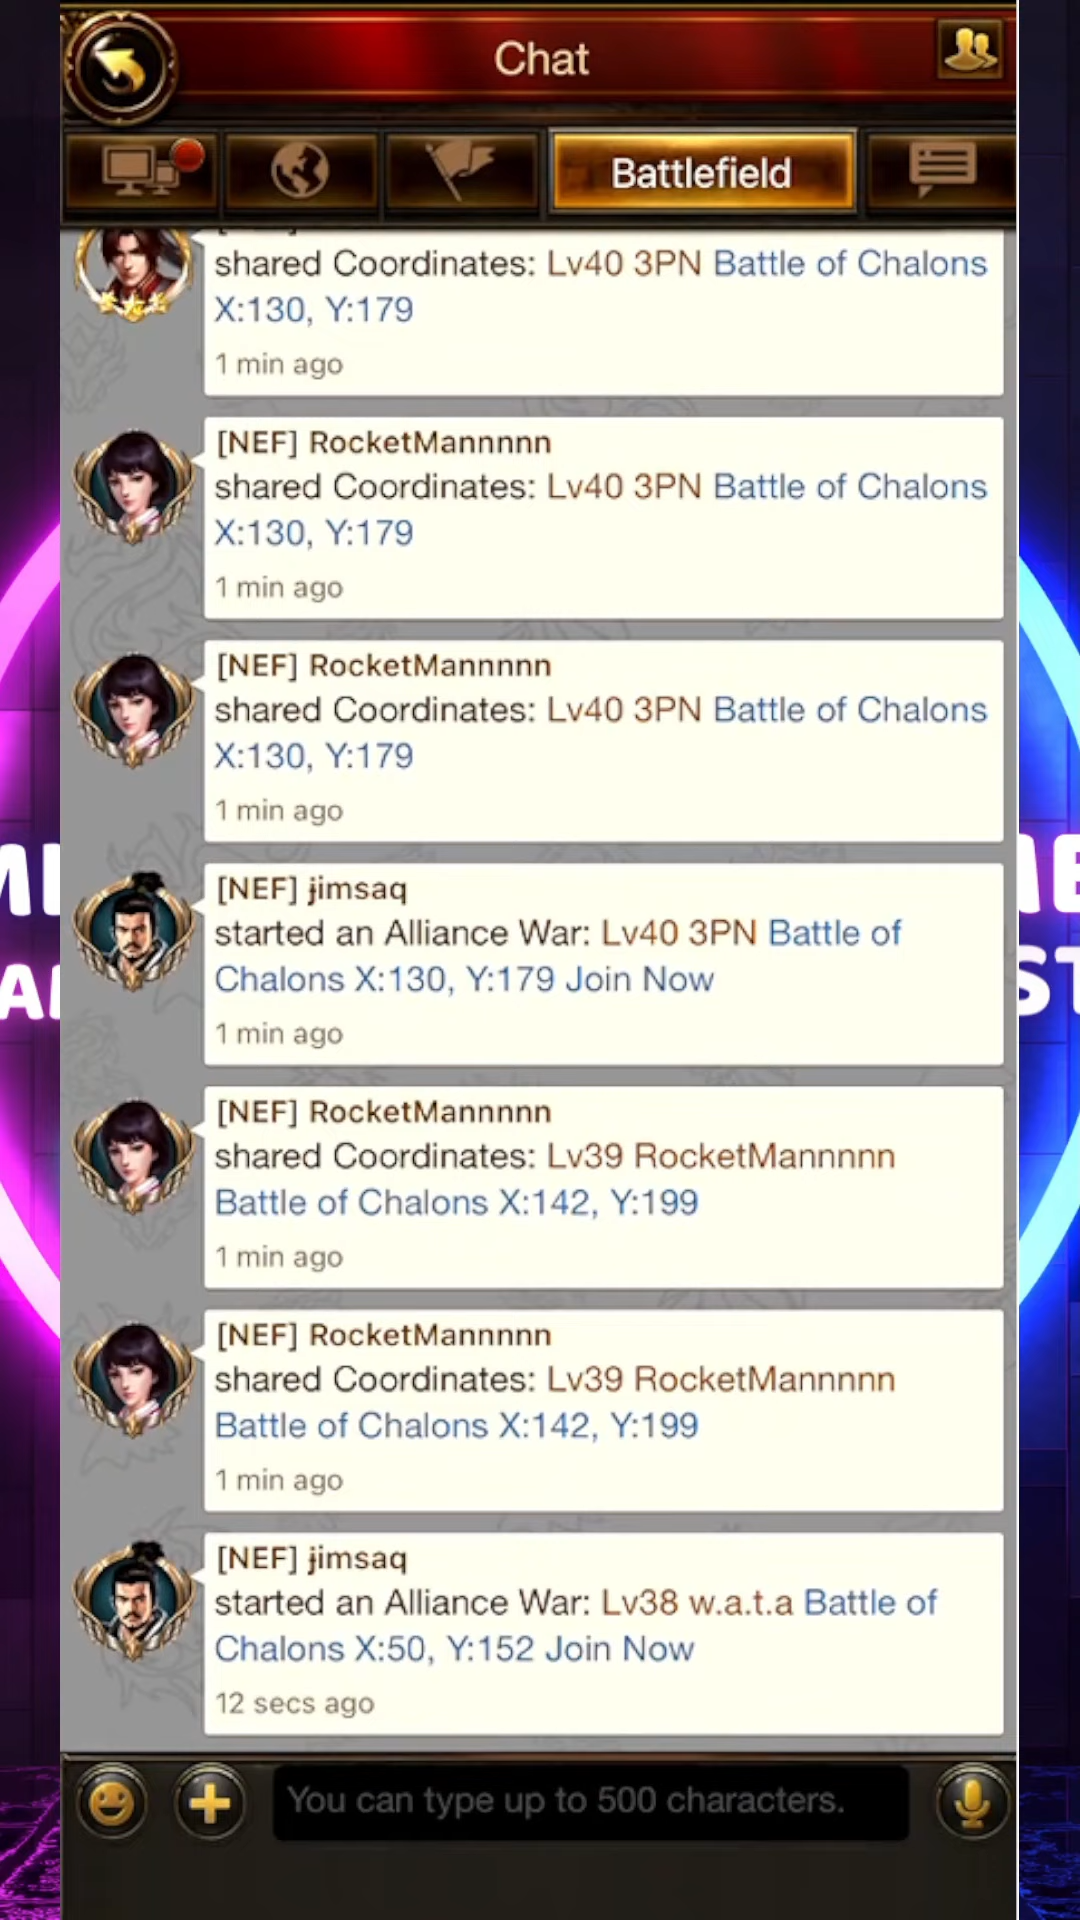 Chat
Battlefield
shared Coordinates: Lv40 3PN Battle of Chalons
X:130, Y:179
1 min ago
[NEF] RocketMannnnn
shared Coordinates: Lv40 3PN Battle of Chalons
X:130, Y:179
1 min ago
[NEF] RocketMannnnn
shared Coordinates: Lv40 3PN Battle of Chalons
X:130, Y:179
1 min ago
[NEF] jimsaq
started an Alliance War: Lv40 3PN Battle of
Chalons X:130, Y:179 Join Now
1 min ago
[NEF] RocketMannnnn
shared Coordinates: Lv39 RocketMannnnn
Battle of Chalons X:142, Y:199
1 min ago
[NEF] RocketMannnnn
shared Coordinates: Lv39 RocketMannnnn
Battle of Chalons X:142, Y:199
1 min ago
[NEF] jimsaq
started an Alliance War: Lv38 w.a.t.a Battle of
Chalons X:50, Y:152 Join Now
12 secs ago
You can type up to 500 characters.